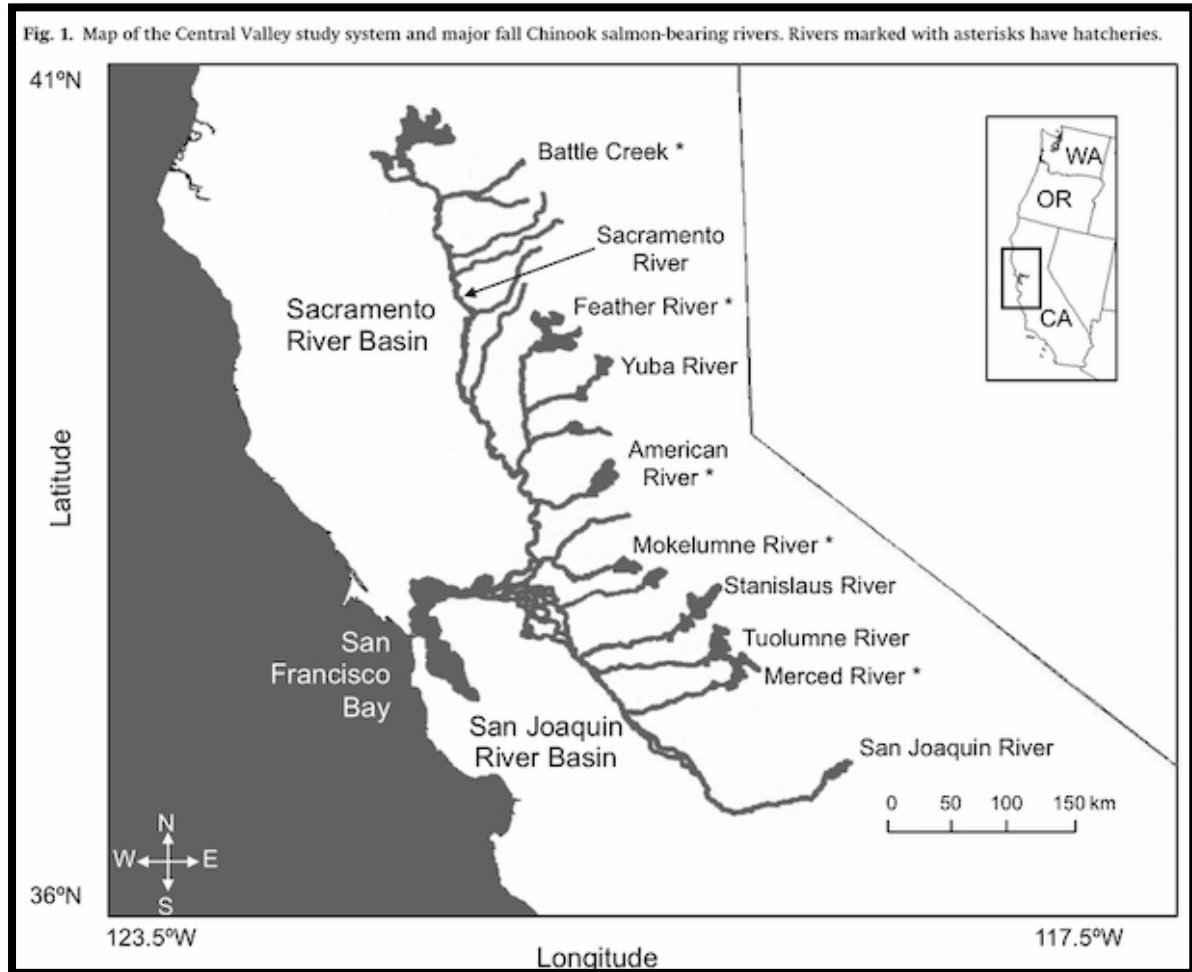 Fig. 1. Map of the Central Valley study system and major fall Chinook salmon-bearing rivers. Rivers marked with asterisks have hatcheries.
41ºN
Battle Creek *
WA
OR
CA
Sacramento
River
Sacramento
River Basin
Feather River *
Yuba River
American
River *
Latitude
Mokelumne River *
Stanislaus River
Tuolumne River
Merced River *
San
Francisco
Bay
San Joaquin
River Basin
San Joaquin River
0 50 100 150 km
N
W E
S
36ºN
123.5ºW
117.5ºW
Longitude